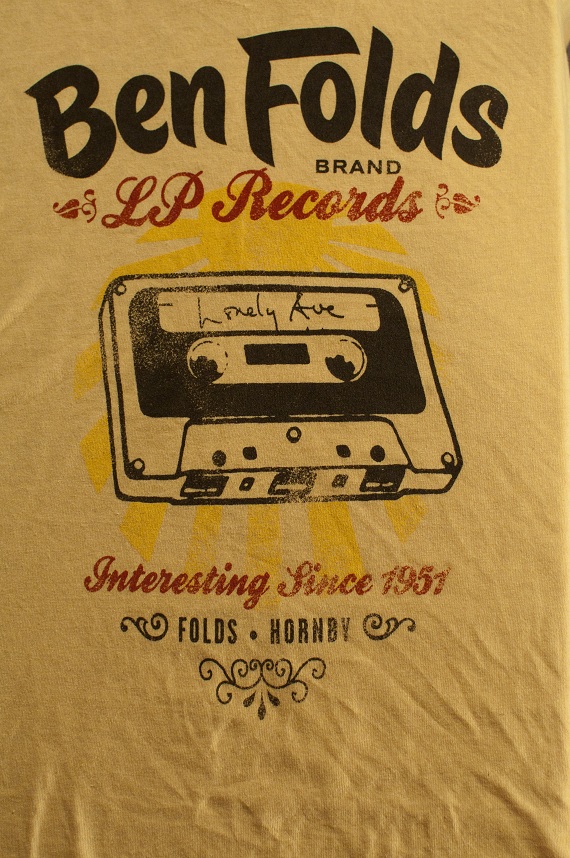 Ben Folds
BRAND
LP Records
Lonely Ave
Interesting Since 1951
FOLDS • HORNBY